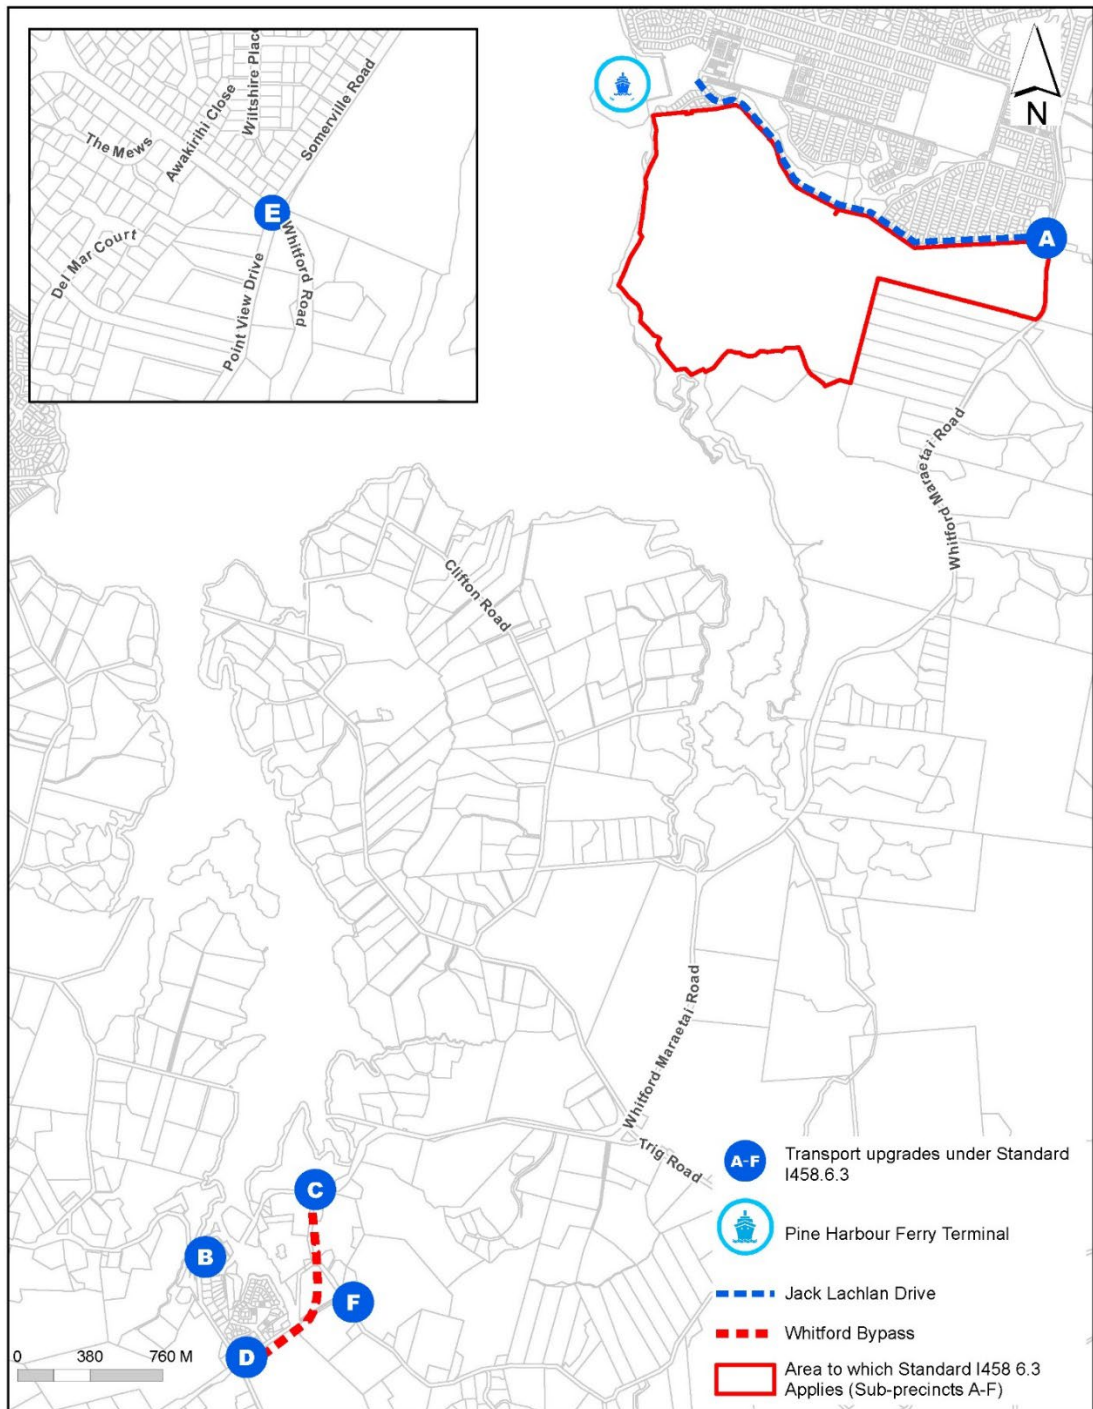 Wiltshire Place
Awakirihi Close
Somerville Road
The Mews
E
Del Mar Court
Whitford Road
Point View Drive
N
A
Whitford Maraetai Road
Clifton Road
Whitford Maraetai Road
Trig Road
C
B
F
D
0 380 760 M
A-F Transport upgrades under Standard
I458.6.3
Pine Harbour Ferry Terminal
Jack Lachlan Drive
Whitford Bypass
Area to which Standard I458 6.3
Applies (Sub-precincts A-F)